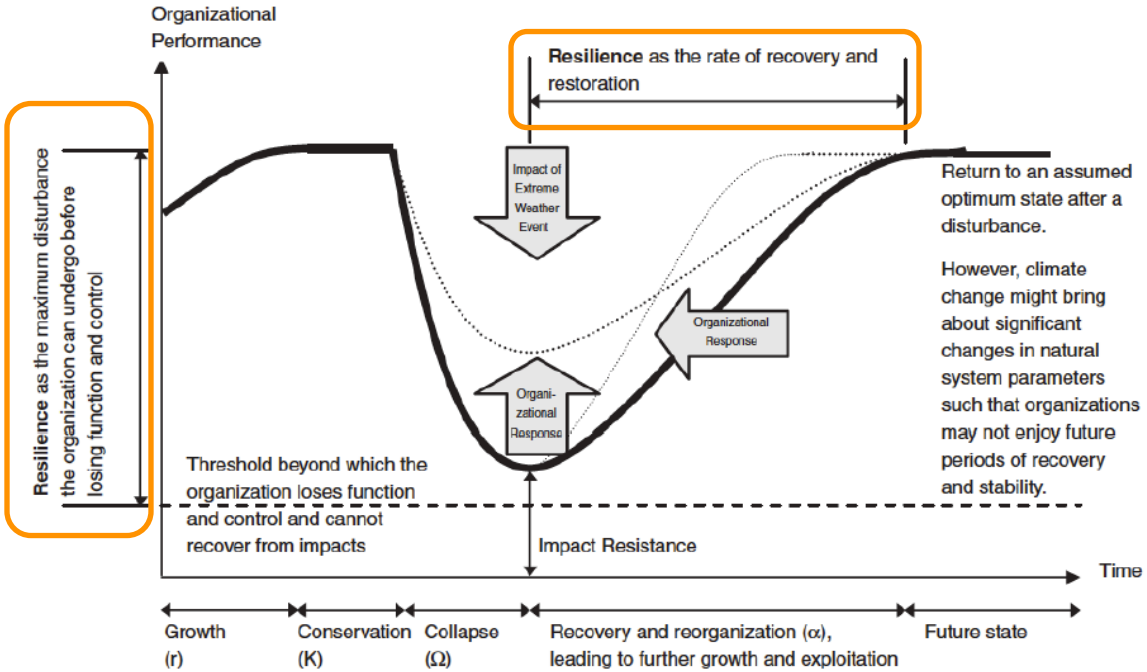 Organizational
Performance
Resilience as the rate of recovery and
restoration
Resilience as the maximum disturbance
the organization can undergo before
losing function and control
Impact of
Extreme
Weather
Event
Organizational
Response
Organi-
zational
Response
Return to an assumed
optimum state after a
disturbance.
However, climate
change might bring
about significant
changes in natural
system parameters
such that organizations
may not enjoy future
periods of recovery
and stability.
Threshold beyond which the
organization loses function
and control and cannot
recover from impacts
Impact Resistance
Time
Growth
(r)
Conservation
(K)
Collapse
(Ω)
Recovery and reorganization (α),
leading to further growth and exploitation
Future state